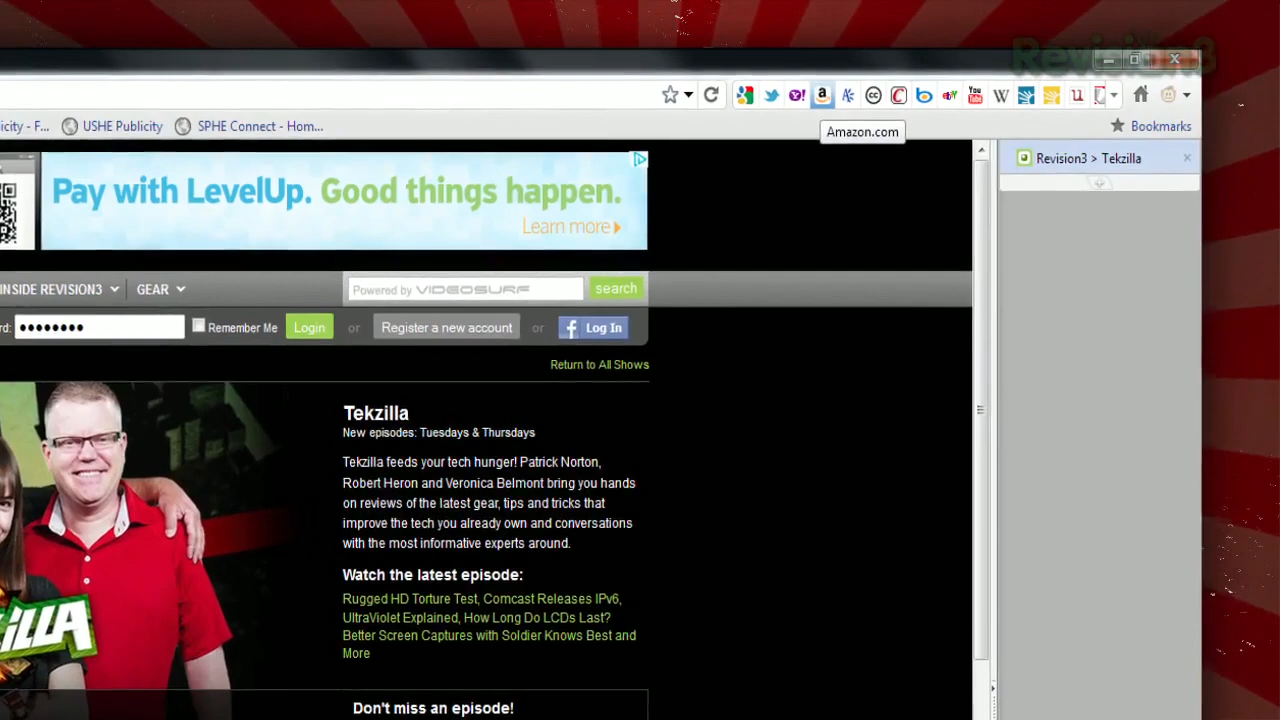 Revision3
icity - F...
USHE Publicity
SPHE Connect - Hom...
Amazon.com
Bookmarks
Revision3 > Tekzilla
Pay with LevelUp. Good things happen.
Learn more
INSIDE REVISION3
GEAR
Powered by VIDEOSURF
search
rd:
Remember Me
Login
or
Register a new account
or
f Log In
Return to All Shows
Tekzilla
New episodes: Tuesdays & Thursdays
Tekzilla feeds your tech hunger! Patrick Norton,
Robert Heron and Veronica Belmont bring you hands
on reviews of the latest gear, tips and tricks that
improve the tech you already own and conversations
with the most informative experts around.
Watch the latest episode:
Rugged HD Torture Test, Comcast Releases IPv6,
UltraViolet Explained, How Long Do LCDs Last?
Better Screen Captures with Soldier Knows Best and
More
ZiLLA
Don't miss an episode!